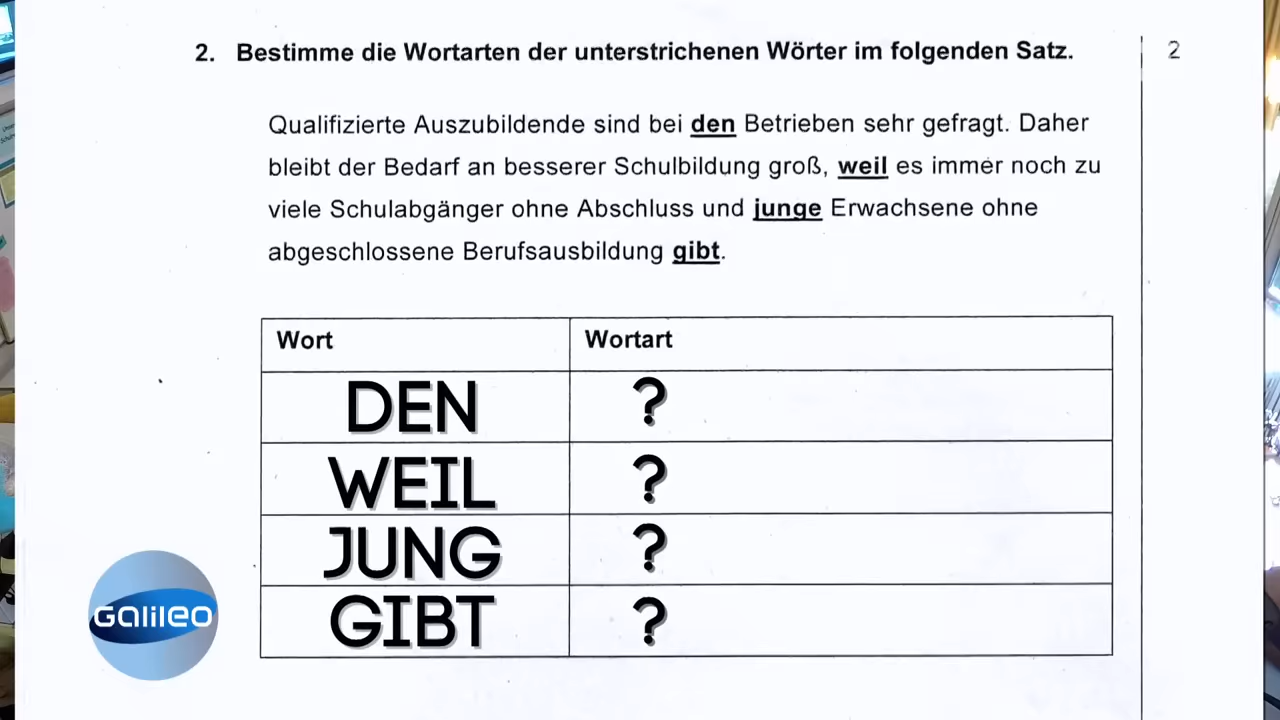 2. Bestimme die Wortarten der unterstrichenen Wörter im folgenden Satz.
2
Qualifizierte Auszubildende sind bei den Betrieben sehr gefragt. Daher
bleibt der Bedarf an besserer Schulbildung groß, weil es immer noch zu
viele Schulabgänger ohne Abschluss und junge Erwachsene ohne
abgeschlossene Berufsausbildung gibt.
Wort Wortart
DEN ?
WEIL ?
JUNG ?
GIBT ?
Galileo